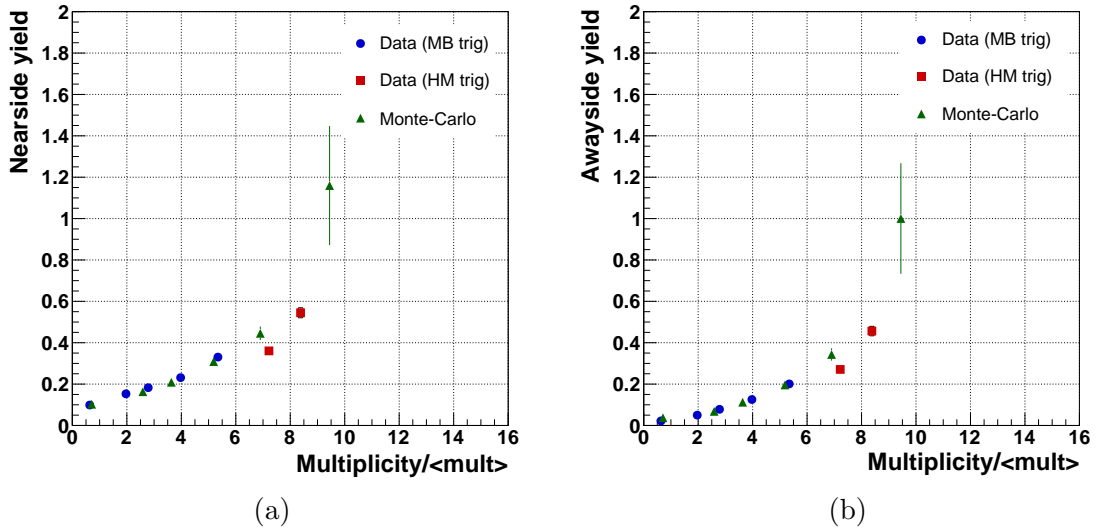 Nearside yield
2
1.8
1.6
1.4
1.2
1
0.8
0.6
0.4
0.2
0
Data (MB trig)
Data (HM trig)
Monte-Carlo
0 2 4 6 8 10 12 14 16
Multiplicity/<mult>
(a)
Awayside yield
2
1.8
1.6
1.4
1.2
1
0.8
0.6
0.4
0.2
0
Data (MB trig)
Data (HM trig)
Monte-Carlo
0 2 4 6 8 10 12 14 16
Multiplicity/<mult>
(b)